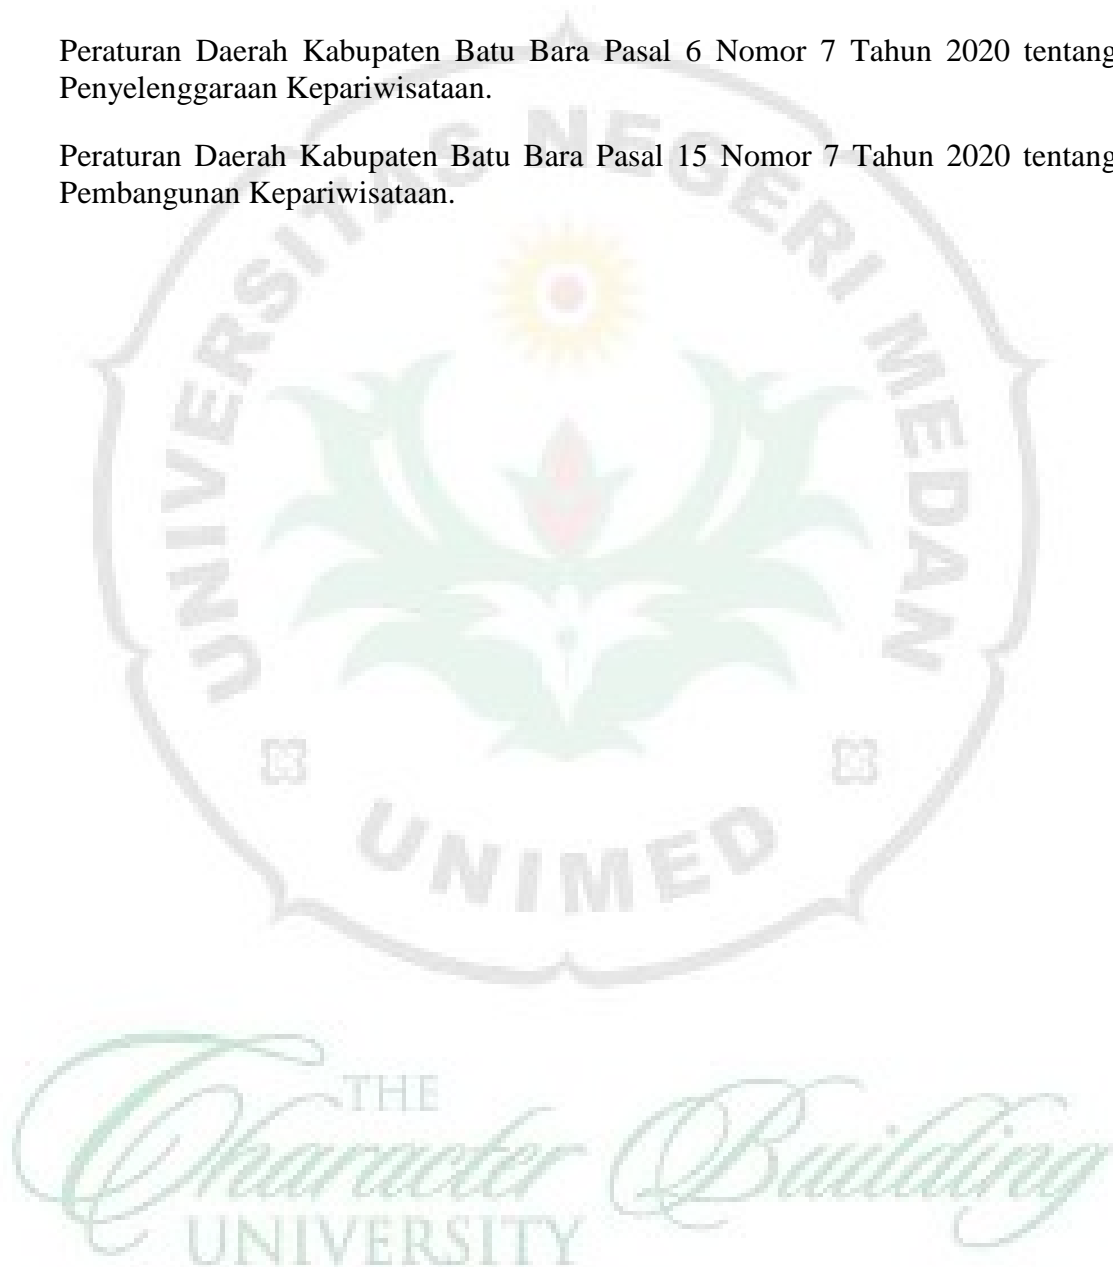 Peraturan Daerah Kabupaten Batu Bara Pasal 6 Nomor 7 Tahun 2020 tentang
Penyelenggaraan Kepariwisataan.
Peraturan Daerah Kabupaten Batu Bara Pasal 15 Nomor 7 Tahun 2020 tentang
Pembangunan Kepariwisataan.
UNIVERSITAS NEGERI MEDAN
UNIMED
THE
Character Building
UNIVERSITY